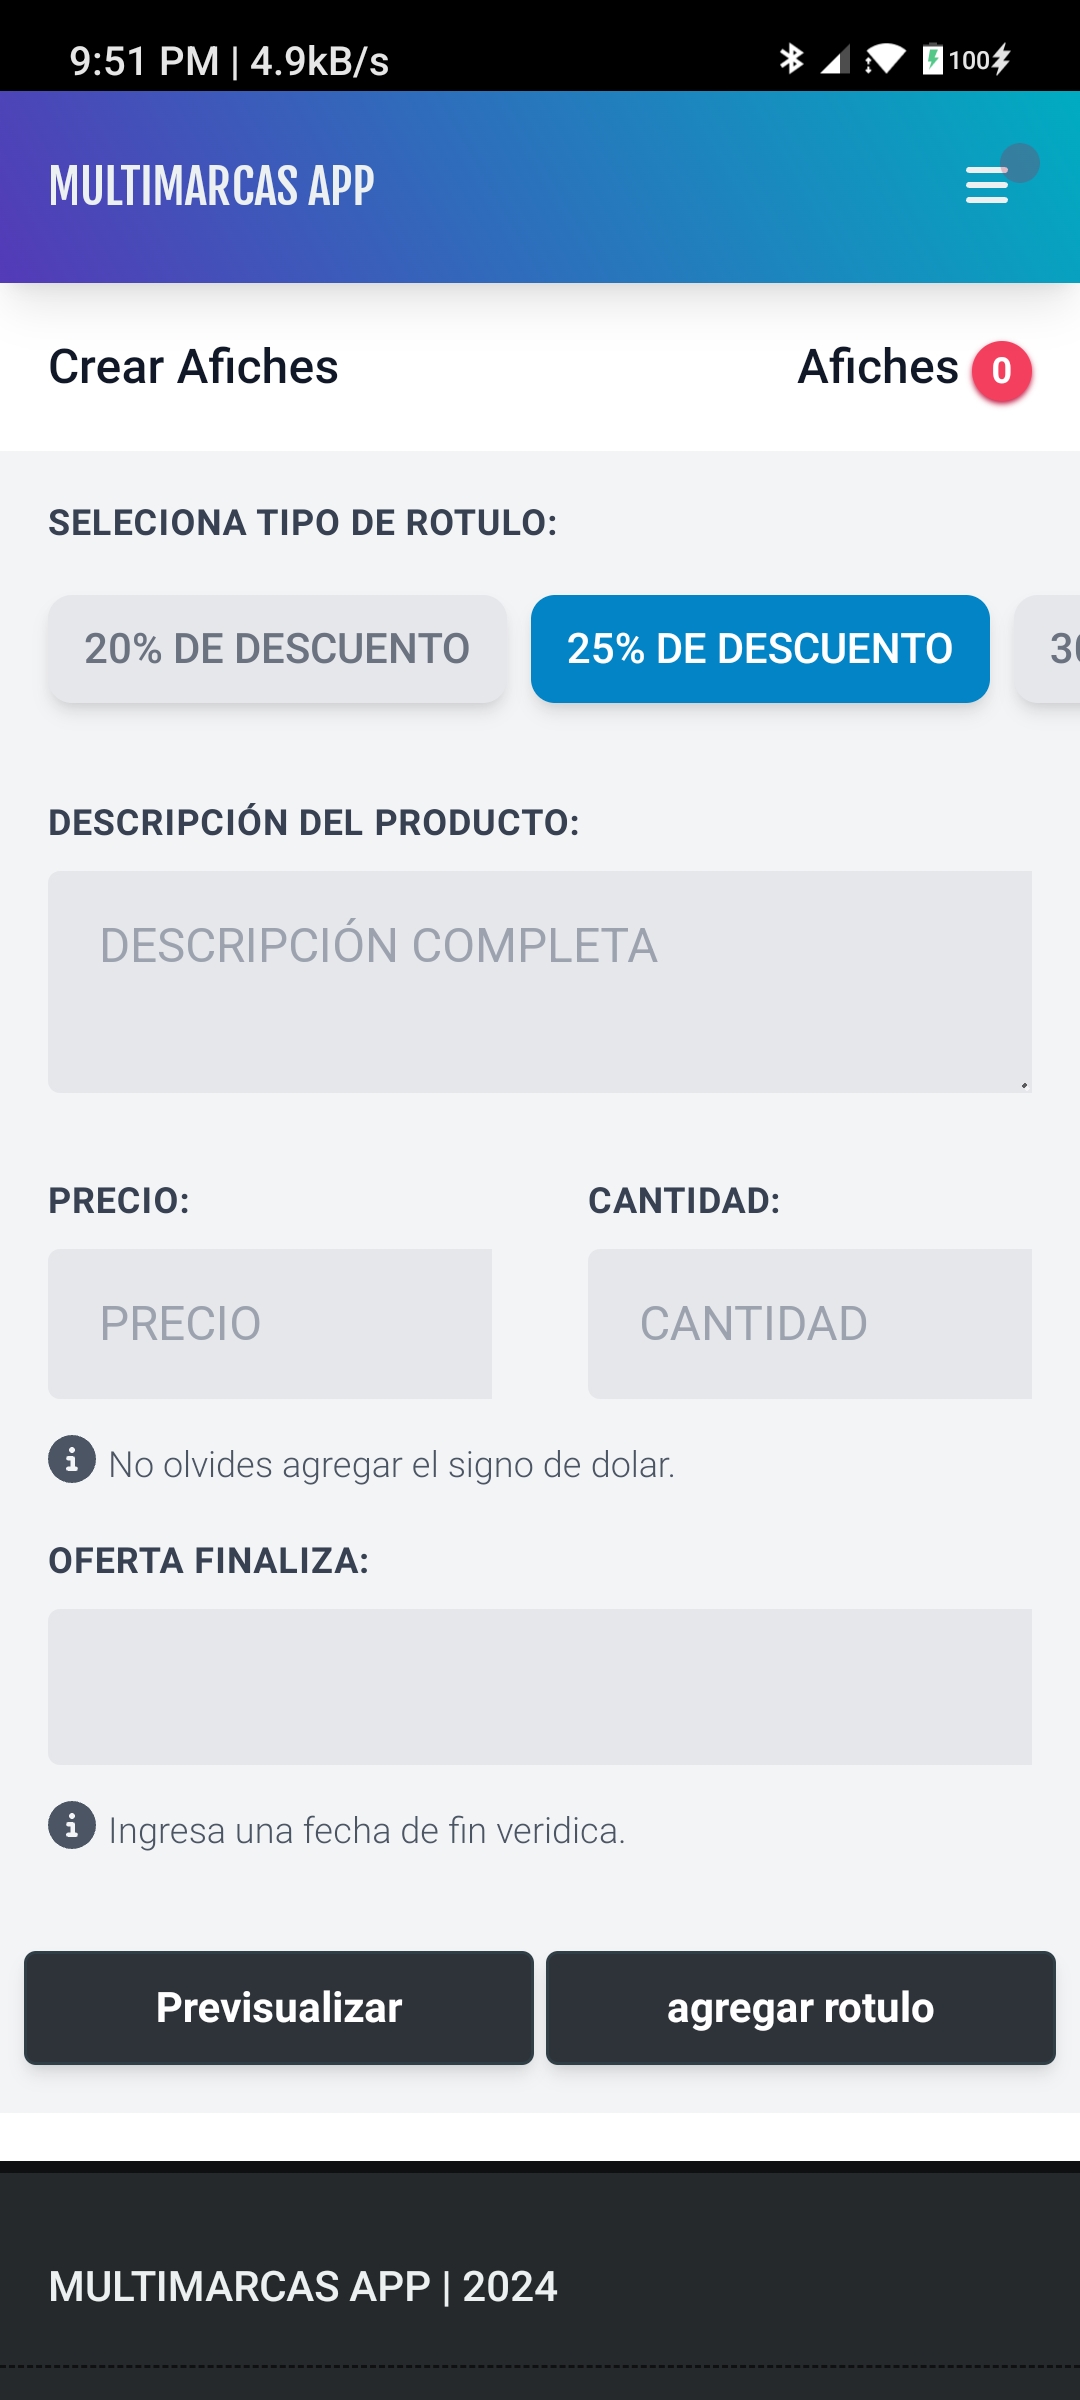 9:51 PM | 4.9kB/s 100
MULTIMARCAS APP
Crear Afiches Afiches 0
SELECIONA TIPO DE ROTULO:
20% DE DESCUENTO 25% DE DESCUENTO
DESCRIPCIÓN DEL PRODUCTO:
DESCRIPCIÓN COMPLETA
PRECIO: CANTIDAD:
PRECIO CANTIDAD
No olvides agregar el signo de dolar.
OFERTA FINALIZA:
Ingresa una fecha de fin veridica.
Previsualizar agregar rotulo
MULTIMARCAS APP | 2024